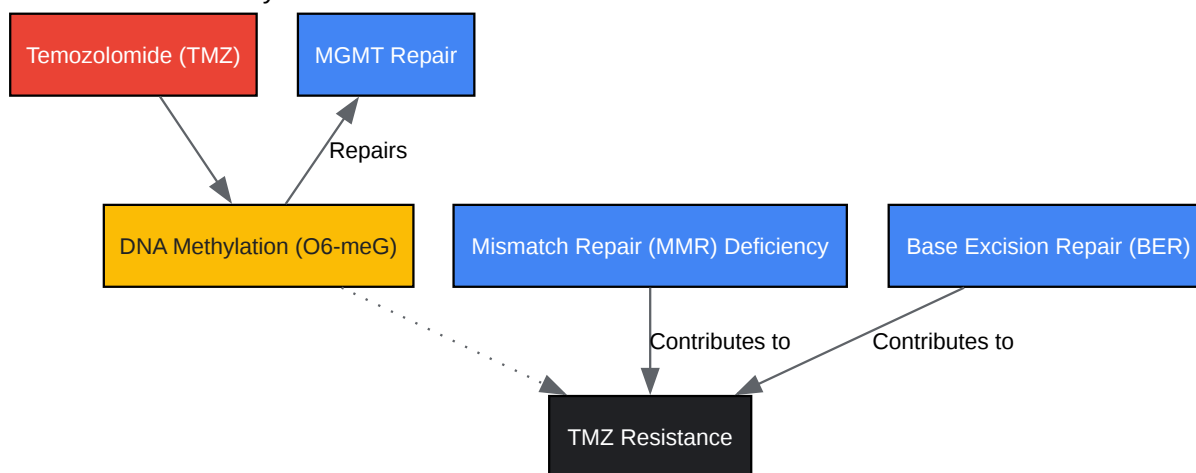 Temozolomide (TMZ)
MGMT Repair
Repairs
DNA Methylation (O6-meG)
Mismatch Repair (MMR) Deficiency
Base Excision Repair (BER)
Contributes to
Contributes to
TMZ Resistance